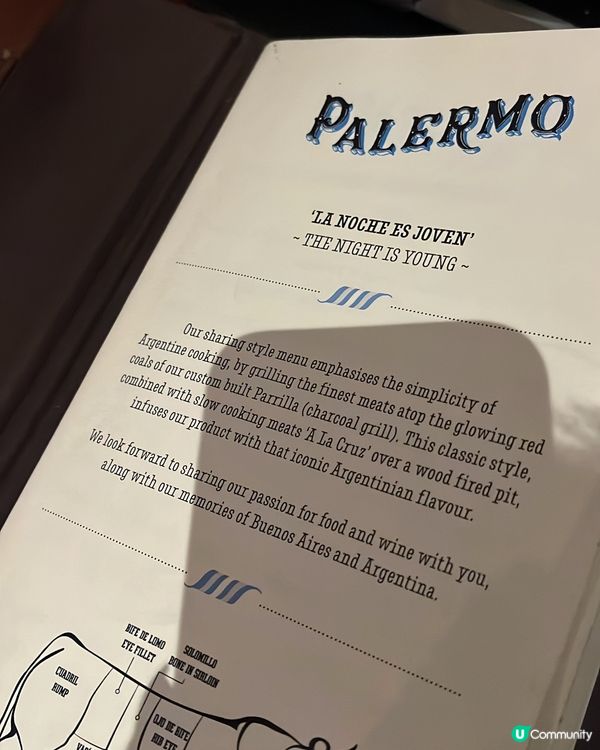 PALERMO
'LA NOCHE ES JOVEN'
~ THE NIGHT IS YOUNG ~
Our sharing style menu emphasises the simplicity of
Argentine cooking, by grilling the finest meats atop the glowing red
coals of our custom built Parrilla (charcoal grill). This classic style,
combined with slow cooking meats 'A La Cruz' over a wood fired pit,
infuses our product with that iconic Argentinian flavour.
We look forward to sharing our passion for food and wine with you,
along with our memories of Buenos Aires and Argentina.
BIFE DE LOMO
EYE FILLET
SOLOMILLO
BONE IN SIRLOIN
CUADRIL
RUMP
OJO DE BIFE
RIB EYE
U Community